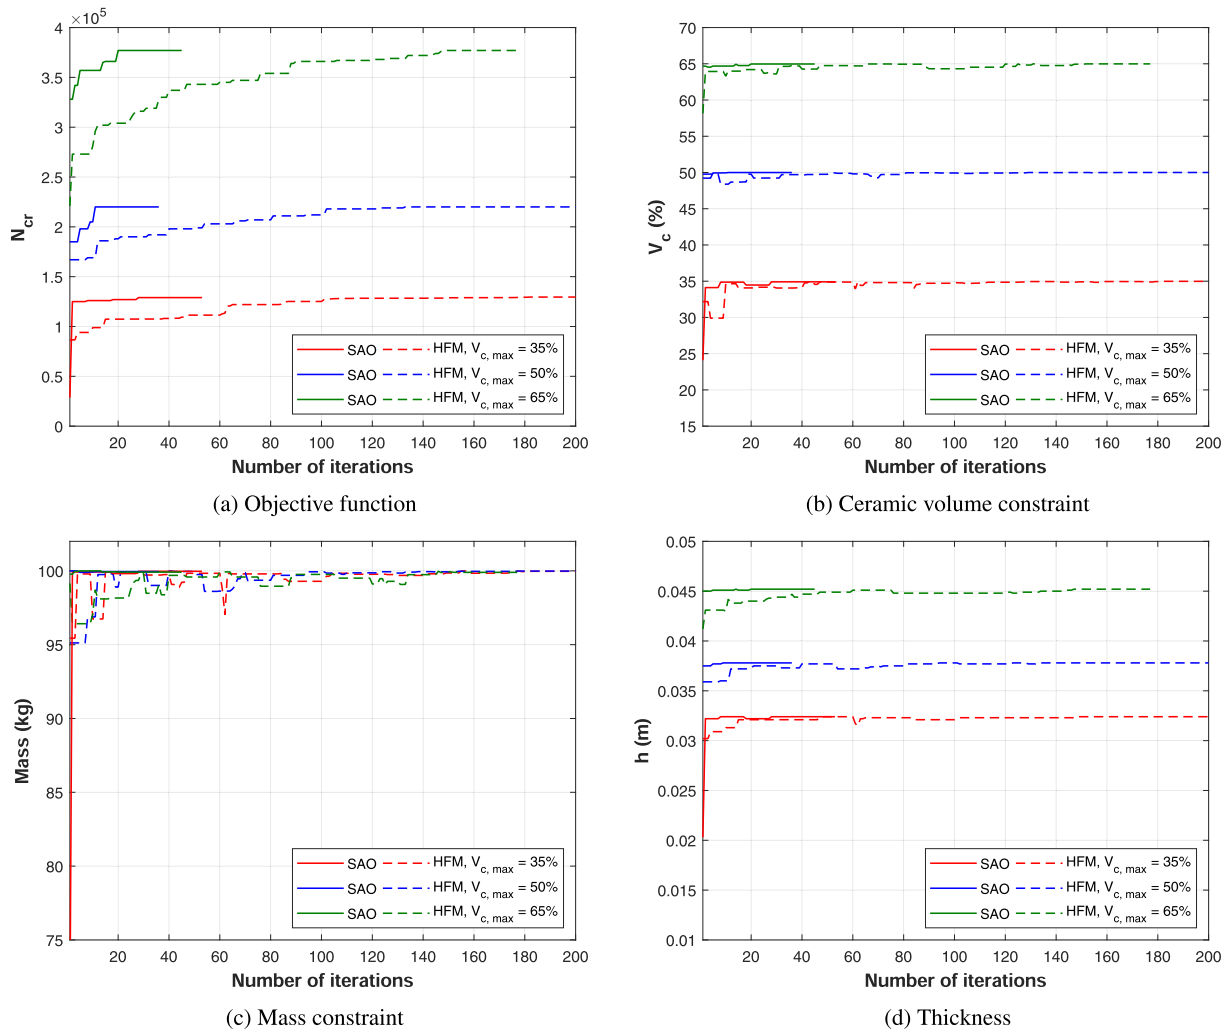 ×10⁵
4
3.5
3
2.5
2
1.5
1
0.5
0
N_cr
20 40 60 80 100 120 140 160 180 200
Number of iterations
SAO HFM, V_c, max = 35%
SAO HFM, V_c, max = 50%
SAO HFM, V_c, max = 65%
(a) Objective function
70
65
60
55
50
45
40
35
30
25
20
15
V_c (%)
20 40 60 80 100 120 140 160 180 200
Number of iterations
SAO HFM, V_c, max = 35%
SAO HFM, V_c, max = 50%
SAO HFM, V_c, max = 65%
(b) Ceramic volume constraint
100
95
90
85
80
75
Mass (kg)
20 40 60 80 100 120 140 160 180 200
Number of iterations
SAO HFM, V_c, max = 35%
SAO HFM, V_c, max = 50%
SAO HFM, V_c, max = 65%
(c) Mass constraint
0.05
0.045
0.04
0.035
0.03
0.025
0.02
0.015
0.01
h (m)
20 40 60 80 100 120 140 160 180 200
Number of iterations
SAO HFM, V_c, max = 35%
SAO HFM, V_c, max = 50%
SAO HFM, V_c, max = 65%
(d) Thickness